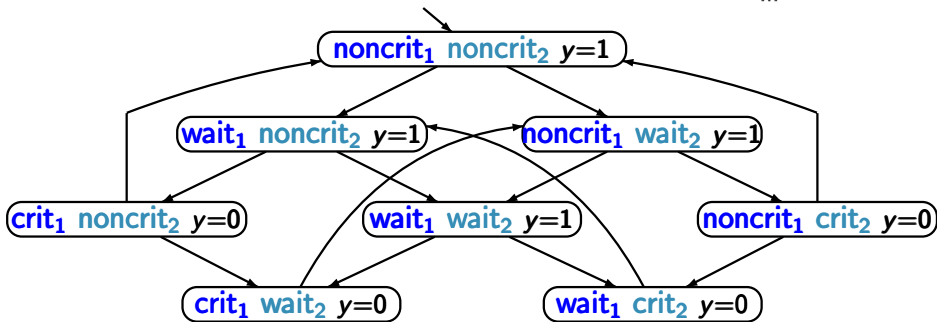 noncrit₁ noncrit₂ y=1
wait₁ noncrit₂ y=1
noncrit₁ wait₂ y=1
crit₁ noncrit₂ y=0
wait₁ wait₂ y=1
noncrit₁ crit₂ y=0
crit₁ wait₂ y=0
wait₁ crit₂ y=0